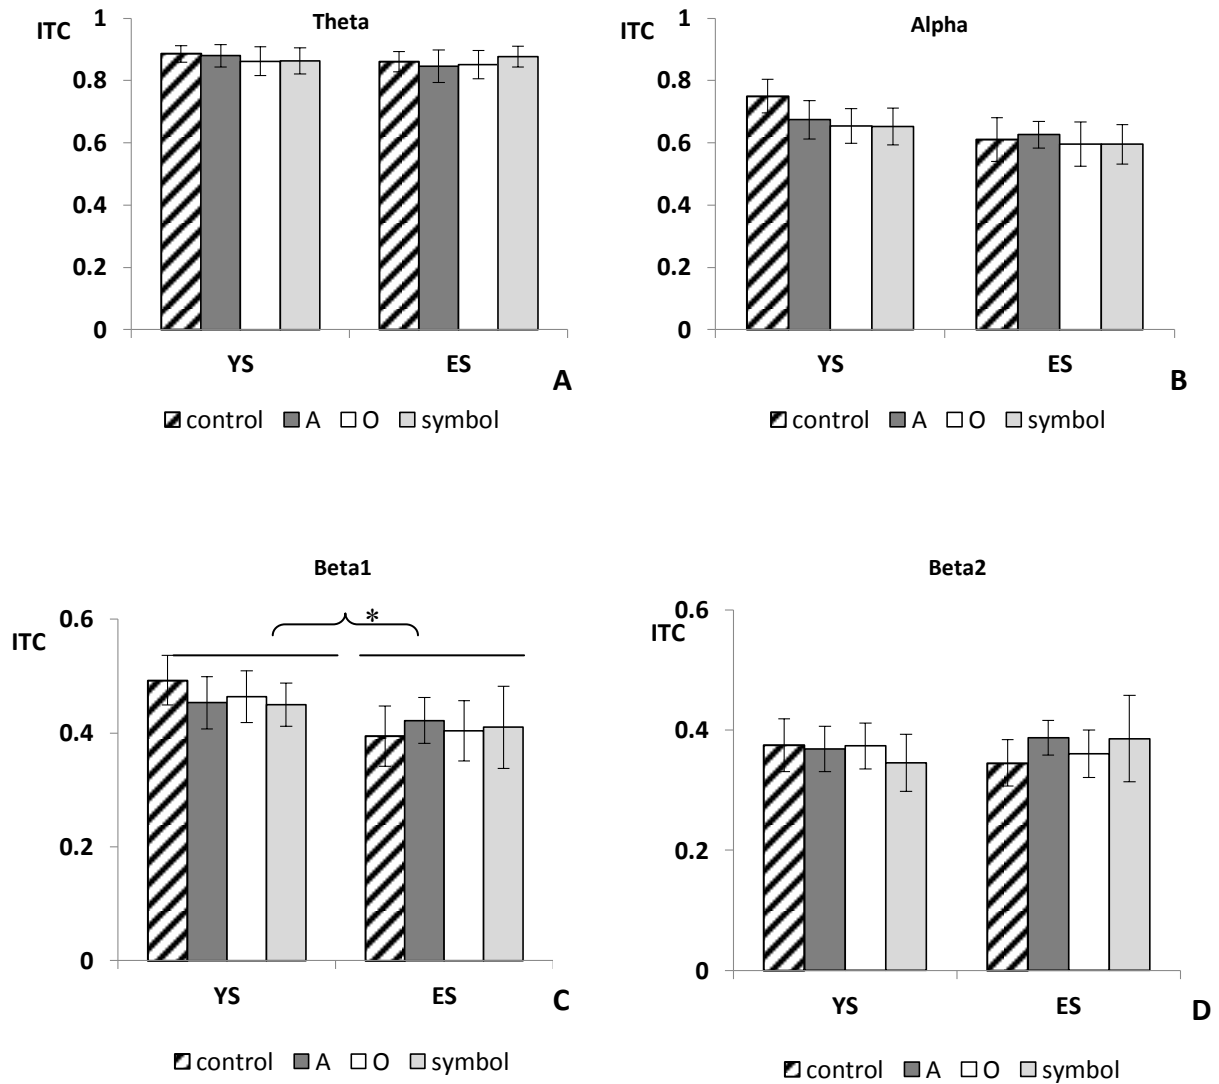 Theta
ITC
1
0.8
0.6
0.4
0.2
0
YS ES
A
control A O symbol
Alpha
ITC
1
0.8
0.6
0.4
0.2
0
YS ES
B
control A O symbol
Beta1
ITC
0.6
0.4
0.2
0
*
YS ES
C
control A O symbol
Beta2
ITC
0.6
0.4
0.2
0
YS ES
D
control A O symbol